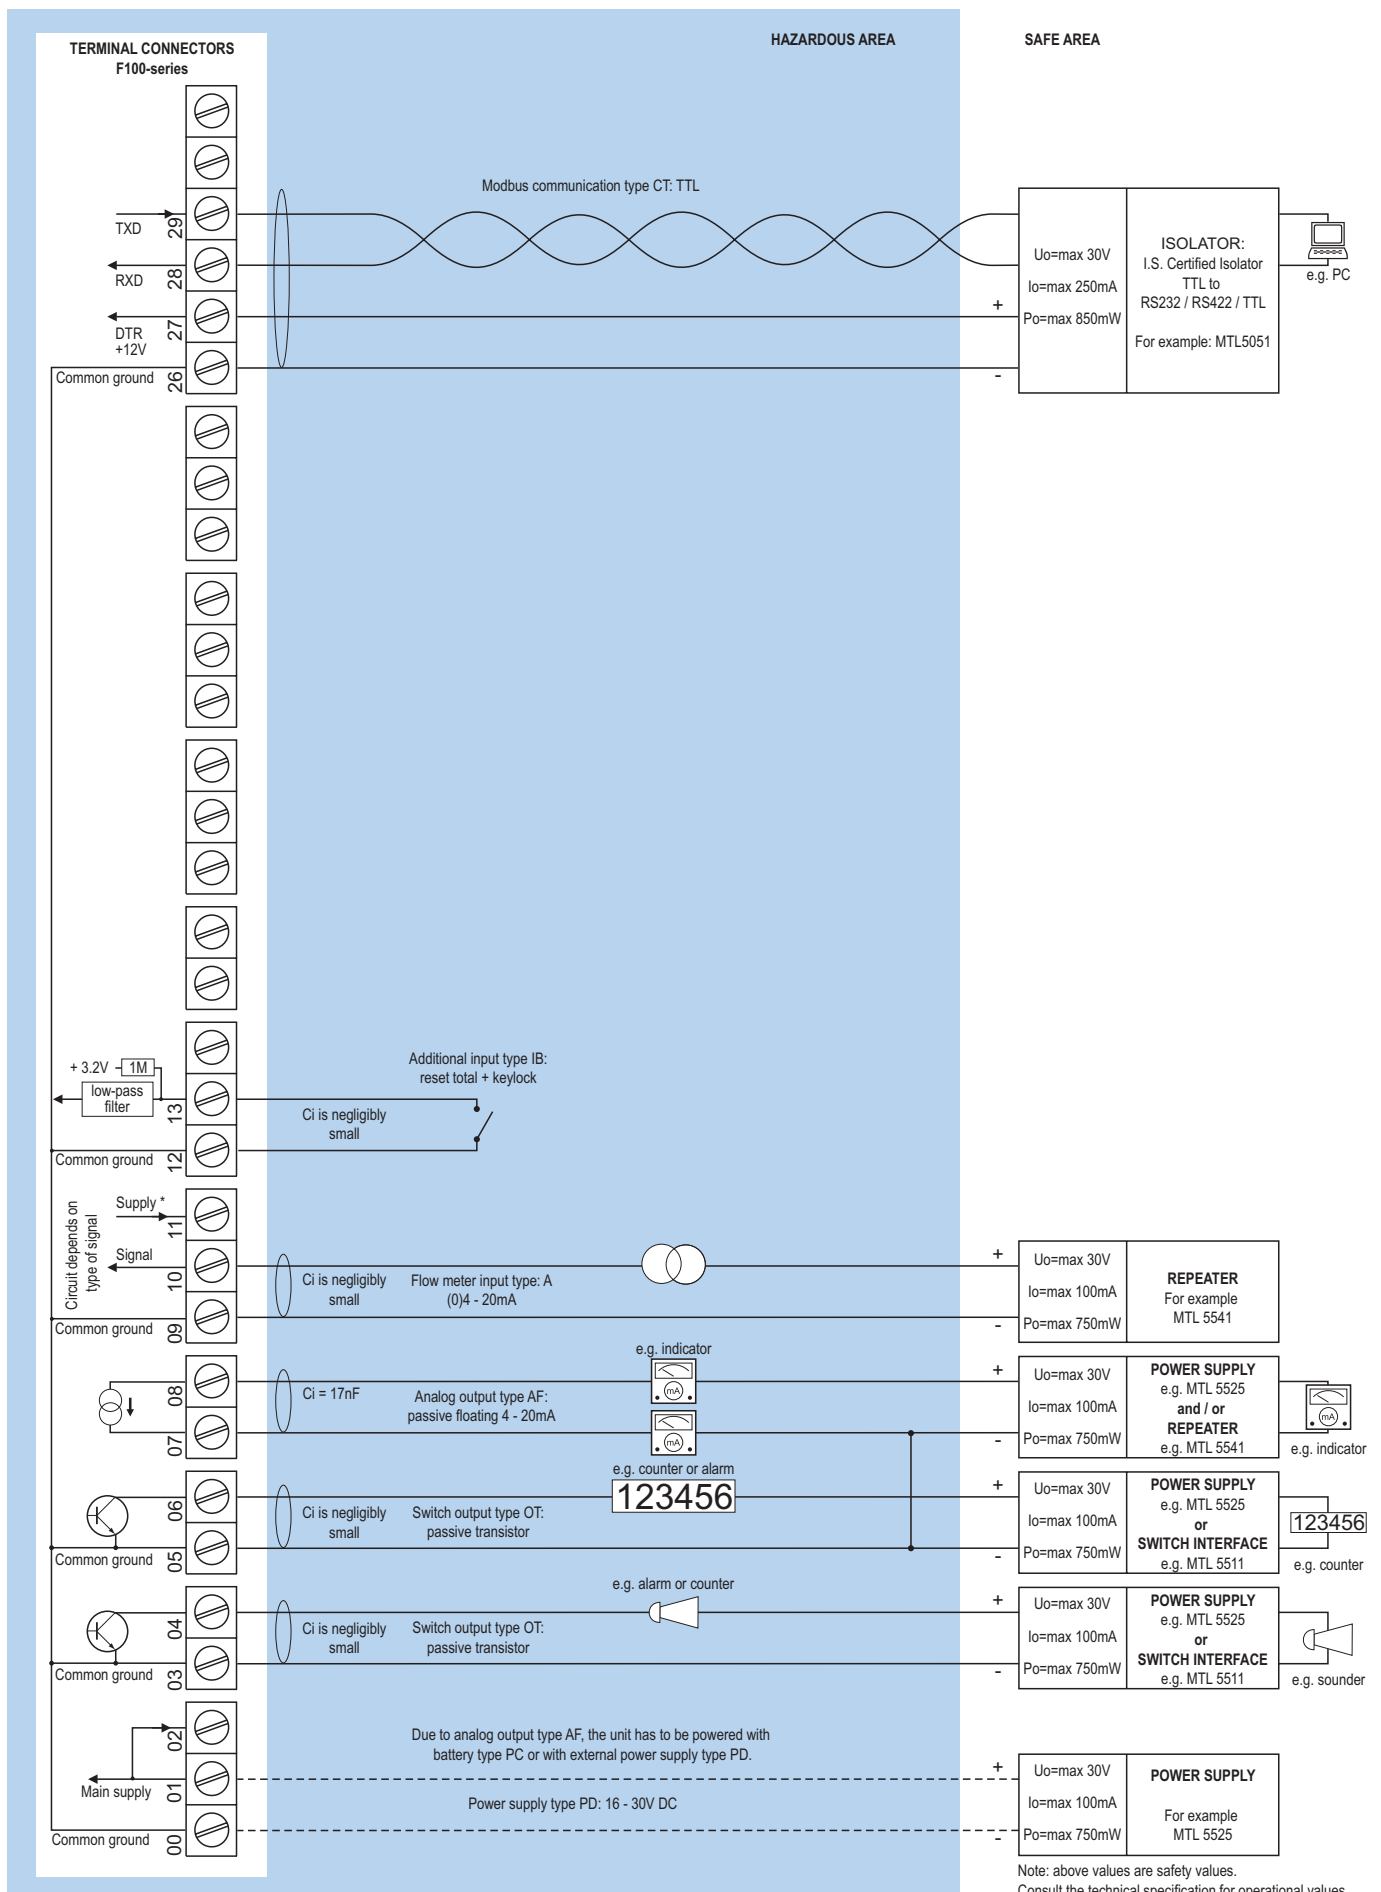 TERMINAL CONNECTORS
F100-series
HAZARDOUS AREA
SAFE AREA
Modbus communication type CT: TTL
TXD
29
RXD
28
DTR
+12V
27
Common ground
26
+
-
Uo=max 30V
Io=max 250mA
Po=max 850mW
ISOLATOR:
I.S. Certified Isolator
TTL to
RS232 / RS422 / TTL
For example: MTL5051
e.g. PC
+ 3.2V
1M
low-pass
filter
13
Common ground
12
Additional input type IB:
reset total + keylock
Ci is negligibly
small
Circuit depends on
type of signal
Supply *
11
Signal
10
Common ground
09
Ci is negligibly
small
Flow meter input type: A
(0)4 - 20mA
+
-
Uo=max 30V
Io=max 100mA
Po=max 750mW
REPEATER
For example
MTL 5541
08
07
Ci = 17nF
Analog output type AF:
passive floating 4 - 20mA
e.g. indicator
mA
mA
+
-
Uo=max 30V
Io=max 100mA
Po=max 750mW
POWER SUPPLY
e.g. MTL 5525
and / or
REPEATER
e.g. MTL 5541
mA
e.g. indicator
06
Common ground
05
Ci is negligibly
small
Switch output type OT:
passive transistor
e.g. counter or alarm
123456
+
-
Uo=max 30V
Io=max 100mA
Po=max 750mW
POWER SUPPLY
e.g. MTL 5525
or
SWITCH INTERFACE
e.g. MTL 5511
123456
e.g. counter
04
Common ground
03
Ci is negligibly
small
Switch output type OT:
passive transistor
e.g. alarm or counter
+
-
Uo=max 30V
Io=max 100mA
Po=max 750mW
POWER SUPPLY
e.g. MTL 5525
or
SWITCH INTERFACE
e.g. MTL 5511
e.g. sounder
02
Main supply
01
Common ground
00
Due to analog output type AF, the unit has to be powered with
battery type PC or with external power supply type PD.
Power supply type PD: 16 - 30V DC
+
-
Uo=max 30V
Io=max 100mA
Po=max 750mW
POWER SUPPLY
For example
MTL 5525
Note: above values are safety values.
Consult the technical specification for operational values